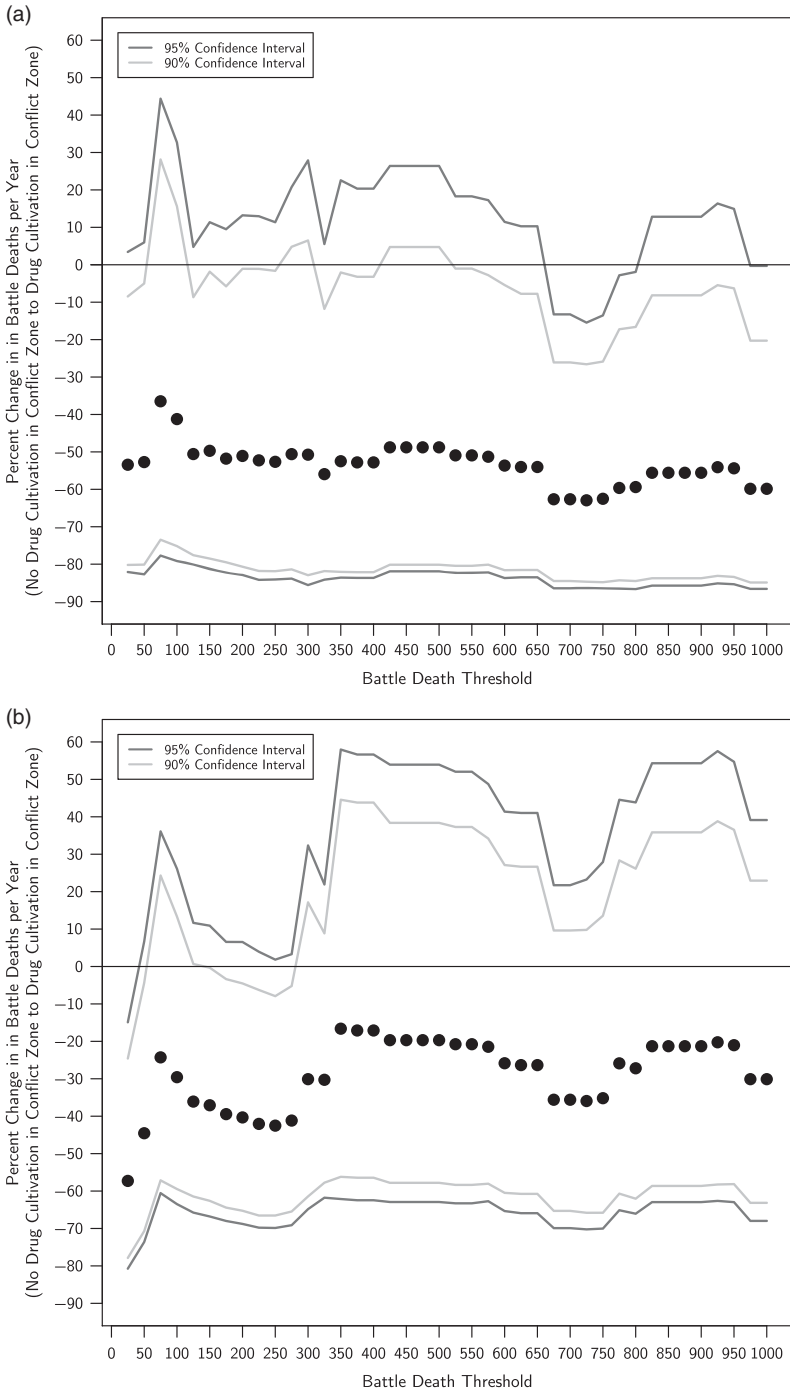 (a)
60
50
40
30
20
10
0
−10
−20
−30
−40
−50
−60
−70
−80
−90
Percent Change in in Battle Deaths per Year
(No Drug Cultivation in Conflict Zone to Drug Cultivation in Conflict Zone)
95% Confidence Interval
90% Confidence Interval
0 50 100 150 200 250 300 350 400 450 500 550 600 650 700 750 800 850 900 950 1000
Battle Death Threshold
(b)
60
50
40
30
20
10
0
−10
−20
−30
−40
−50
−60
−70
−80
−90
Percent Change in in Battle Deaths per Year
(No Drug Cultivation in Conflict Zone to Drug Cultivation in Conflict Zone)
95% Confidence Interval
90% Confidence Interval
0 50 100 150 200 250 300 350 400 450 500 550 600 650 700 750 800 850 900 950 1000
Battle Death Threshold